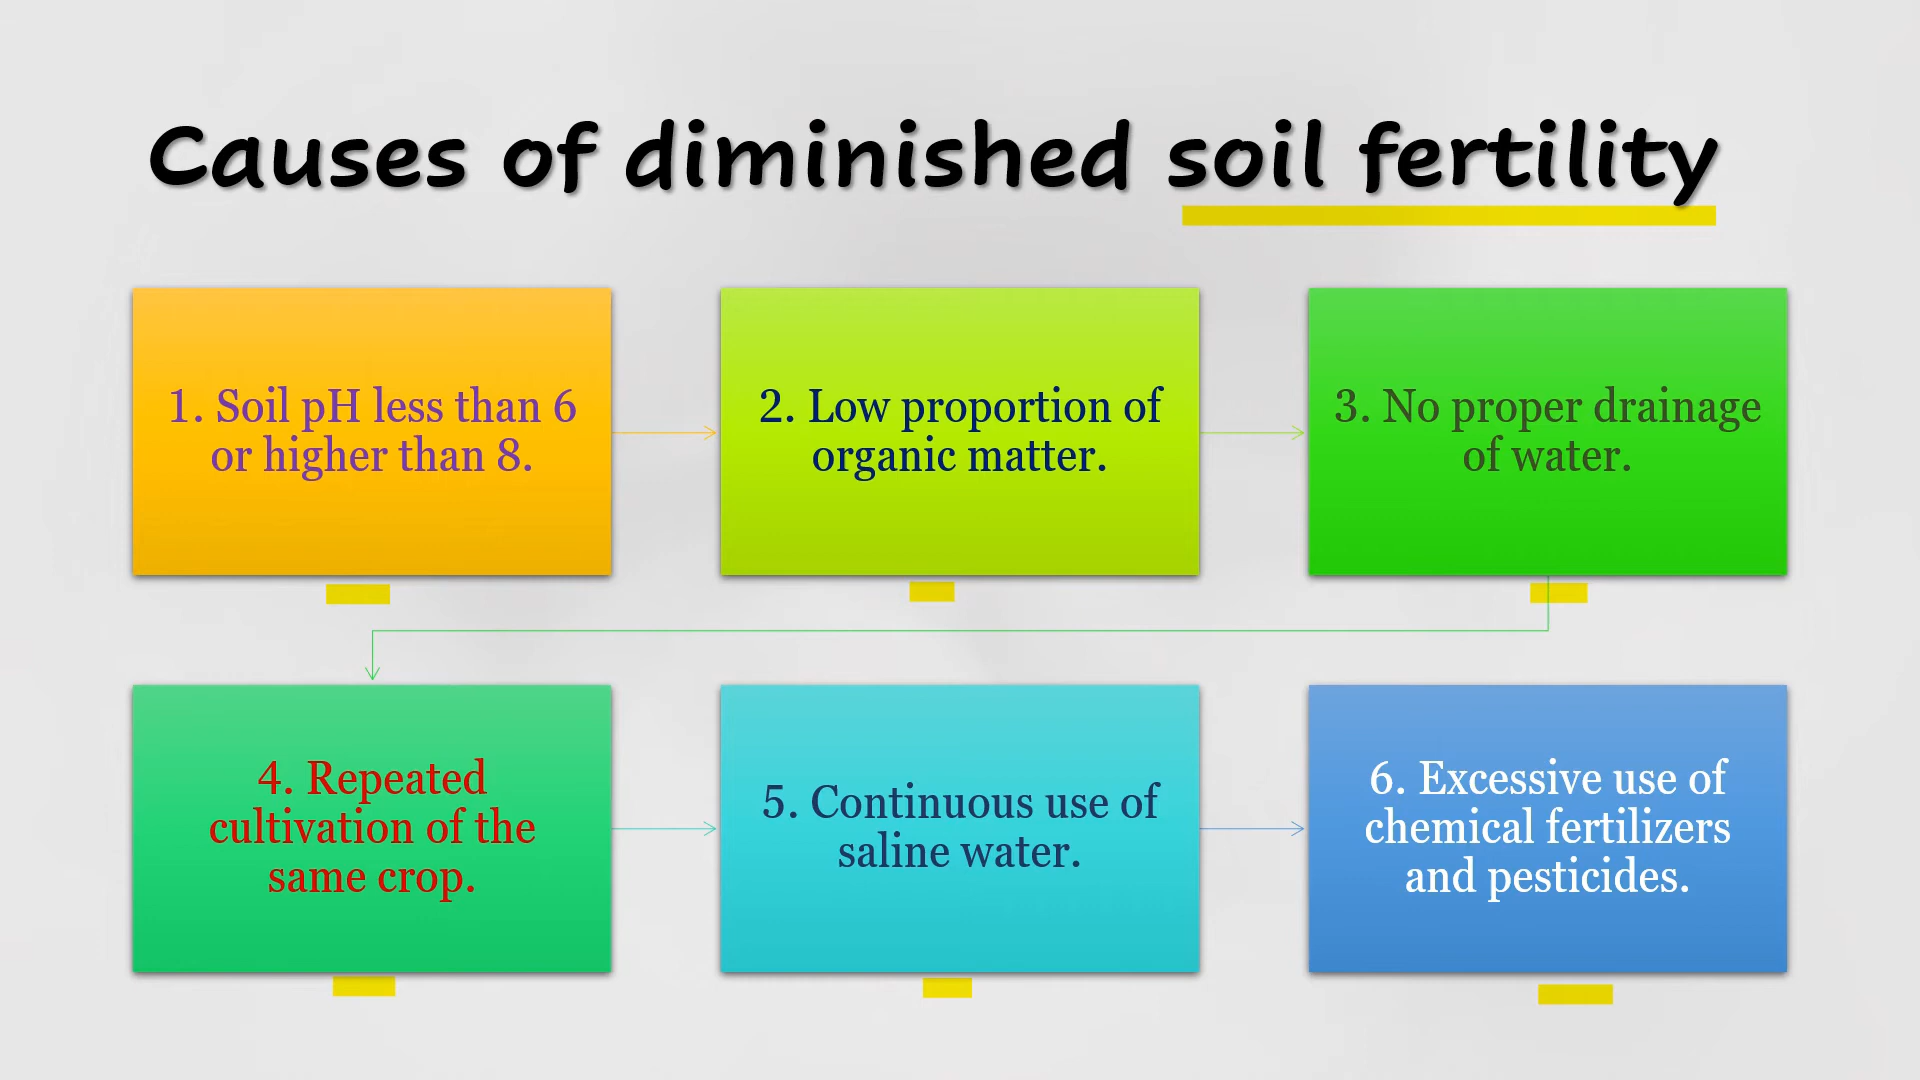 Causes of diminished soil fertility
1. Soil pH less than 6
or higher than 8.
2. Low proportion of
organic matter.
3. No proper drainage
of water.
4. Repeated
cultivation of the
same crop.
5. Continuous use of
saline water.
6. Excessive use of
chemical fertilizers
and pesticides.